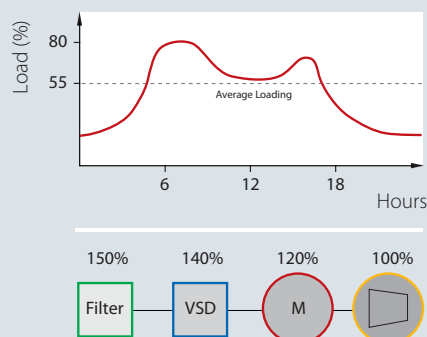 Load (%)
80
55
Average Loading
6
12
18
Hours
150%
140%
120%
100%
Filter
VSD
M